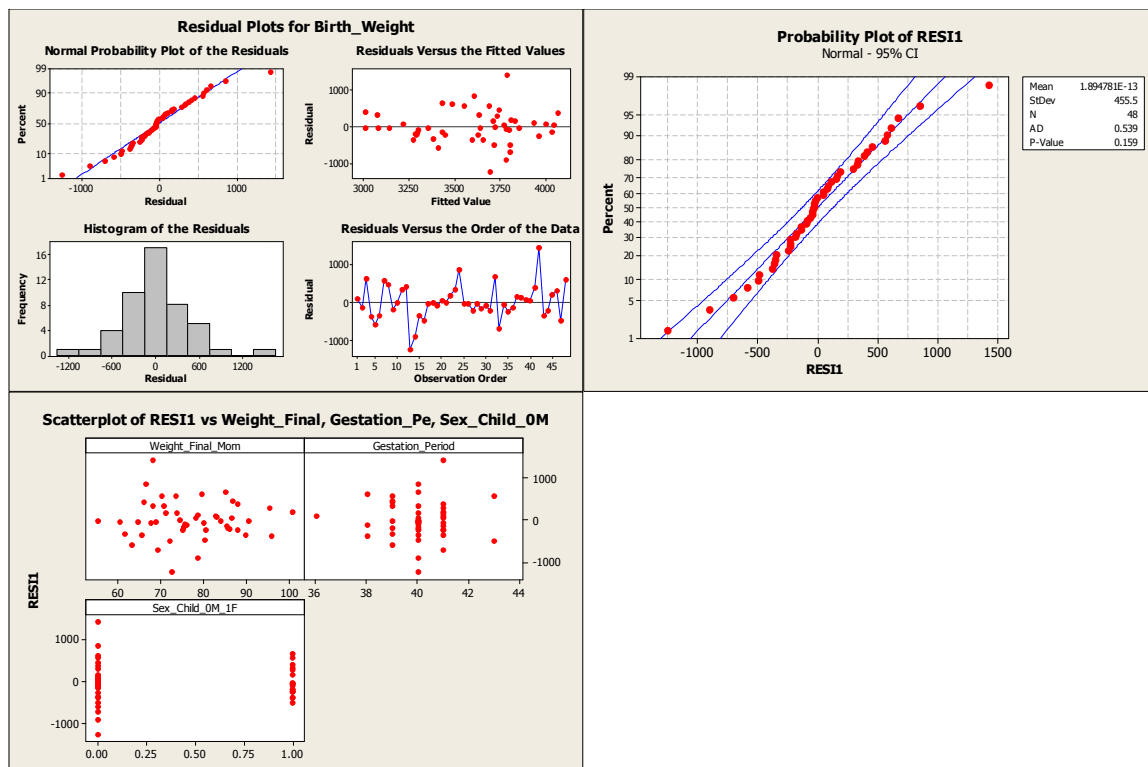 Residual Plots for Birth_Weight
Normal Probability Plot of the Residuals
99
90
50
10
1
Percent
-1000 0 1000
Residual
Residuals Versus the Fitted Values
1000
0
-1000
Residual
3000 3250 3500 3750 4000
Fitted Value
Histogram of the Residuals
16
12
8
4
0
Frequency
-1200 -600 0 600 1200
Residual
Residuals Versus the Order of the Data
1000
0
-1000
Residual
1 5 10 15 20 25 30 35 40 45
Observation Order
Probability Plot of RESI1
Normal - 95% CI
99
95
90
80
70
60
50
40
30
20
10
5
1
Percent
-1000 -500 0 500 1000 1500
RESI1
Mean 1.894781E-13
StDev 455.5
N 48
AD 0.539
P-Value 0.159
Scatterplot of RESI1 vs Weight_Final, Gestation_Pe, Sex_Child_0M
Weight_Final_Mom
Gestation_Period
1000
0
-1000
60 70 80 90 100
36 38 40 42 44
RESI1
Sex_Child_0M_1F
1000
0
-1000
0.00 0.25 0.50 0.75 1.00